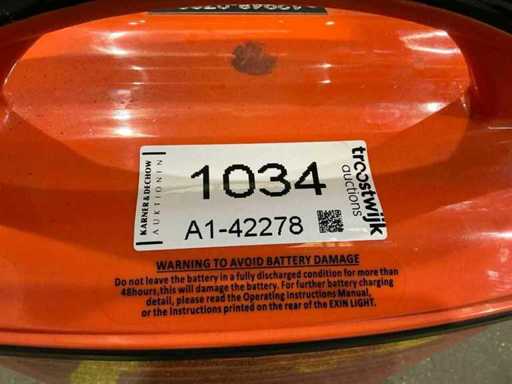 KARNER & DECHOW
AUKTIONEN
1034
A1-42278
troostwijk
auctions
WARNING TO AVOID BATTERY DAMAGE
Do not leave the battery in a fully discharged condition for more than
48hours,this will damage the battery. For further battery charging
detail, please read the Operating Instructions Manual,
or the Instructions printed on the rear of the EXIN LIGHT.